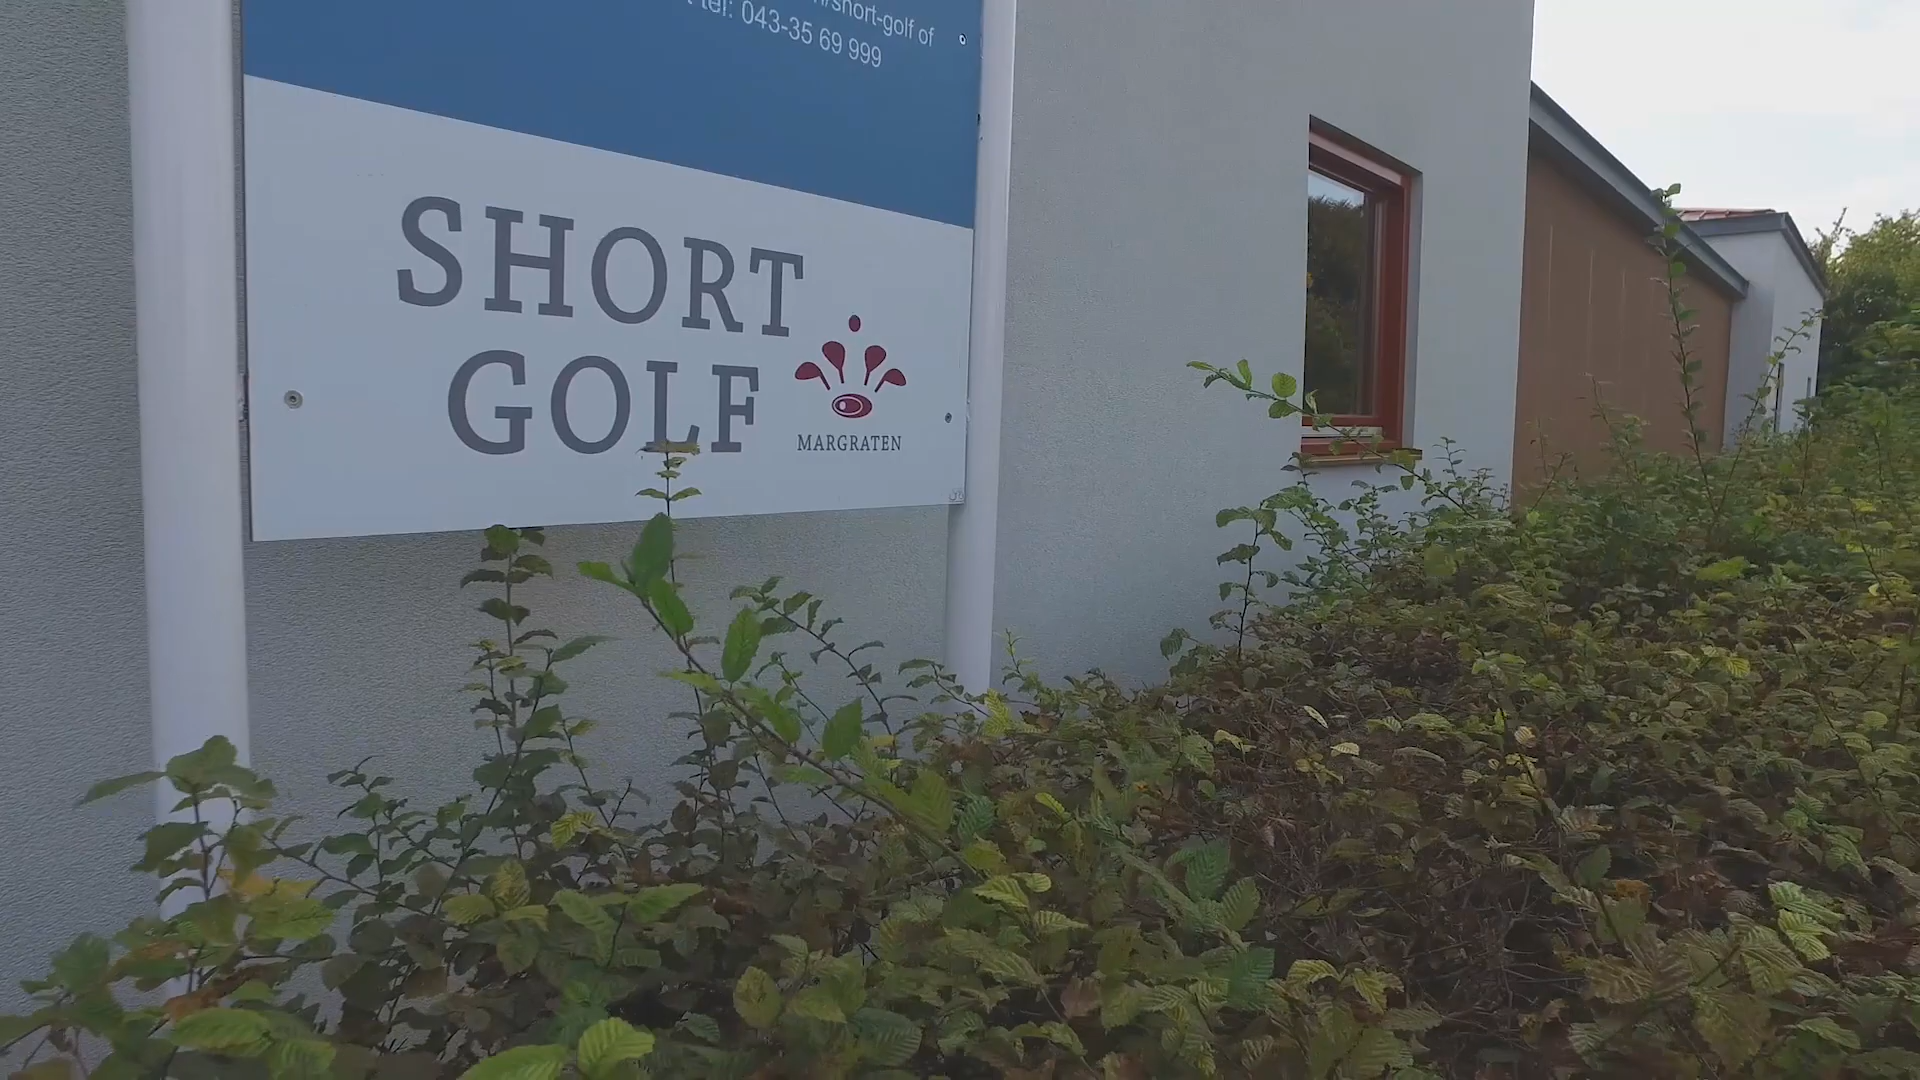 short-golf of
tel: 043-35 69 999
SHORT
GOLF
MARGRATEN